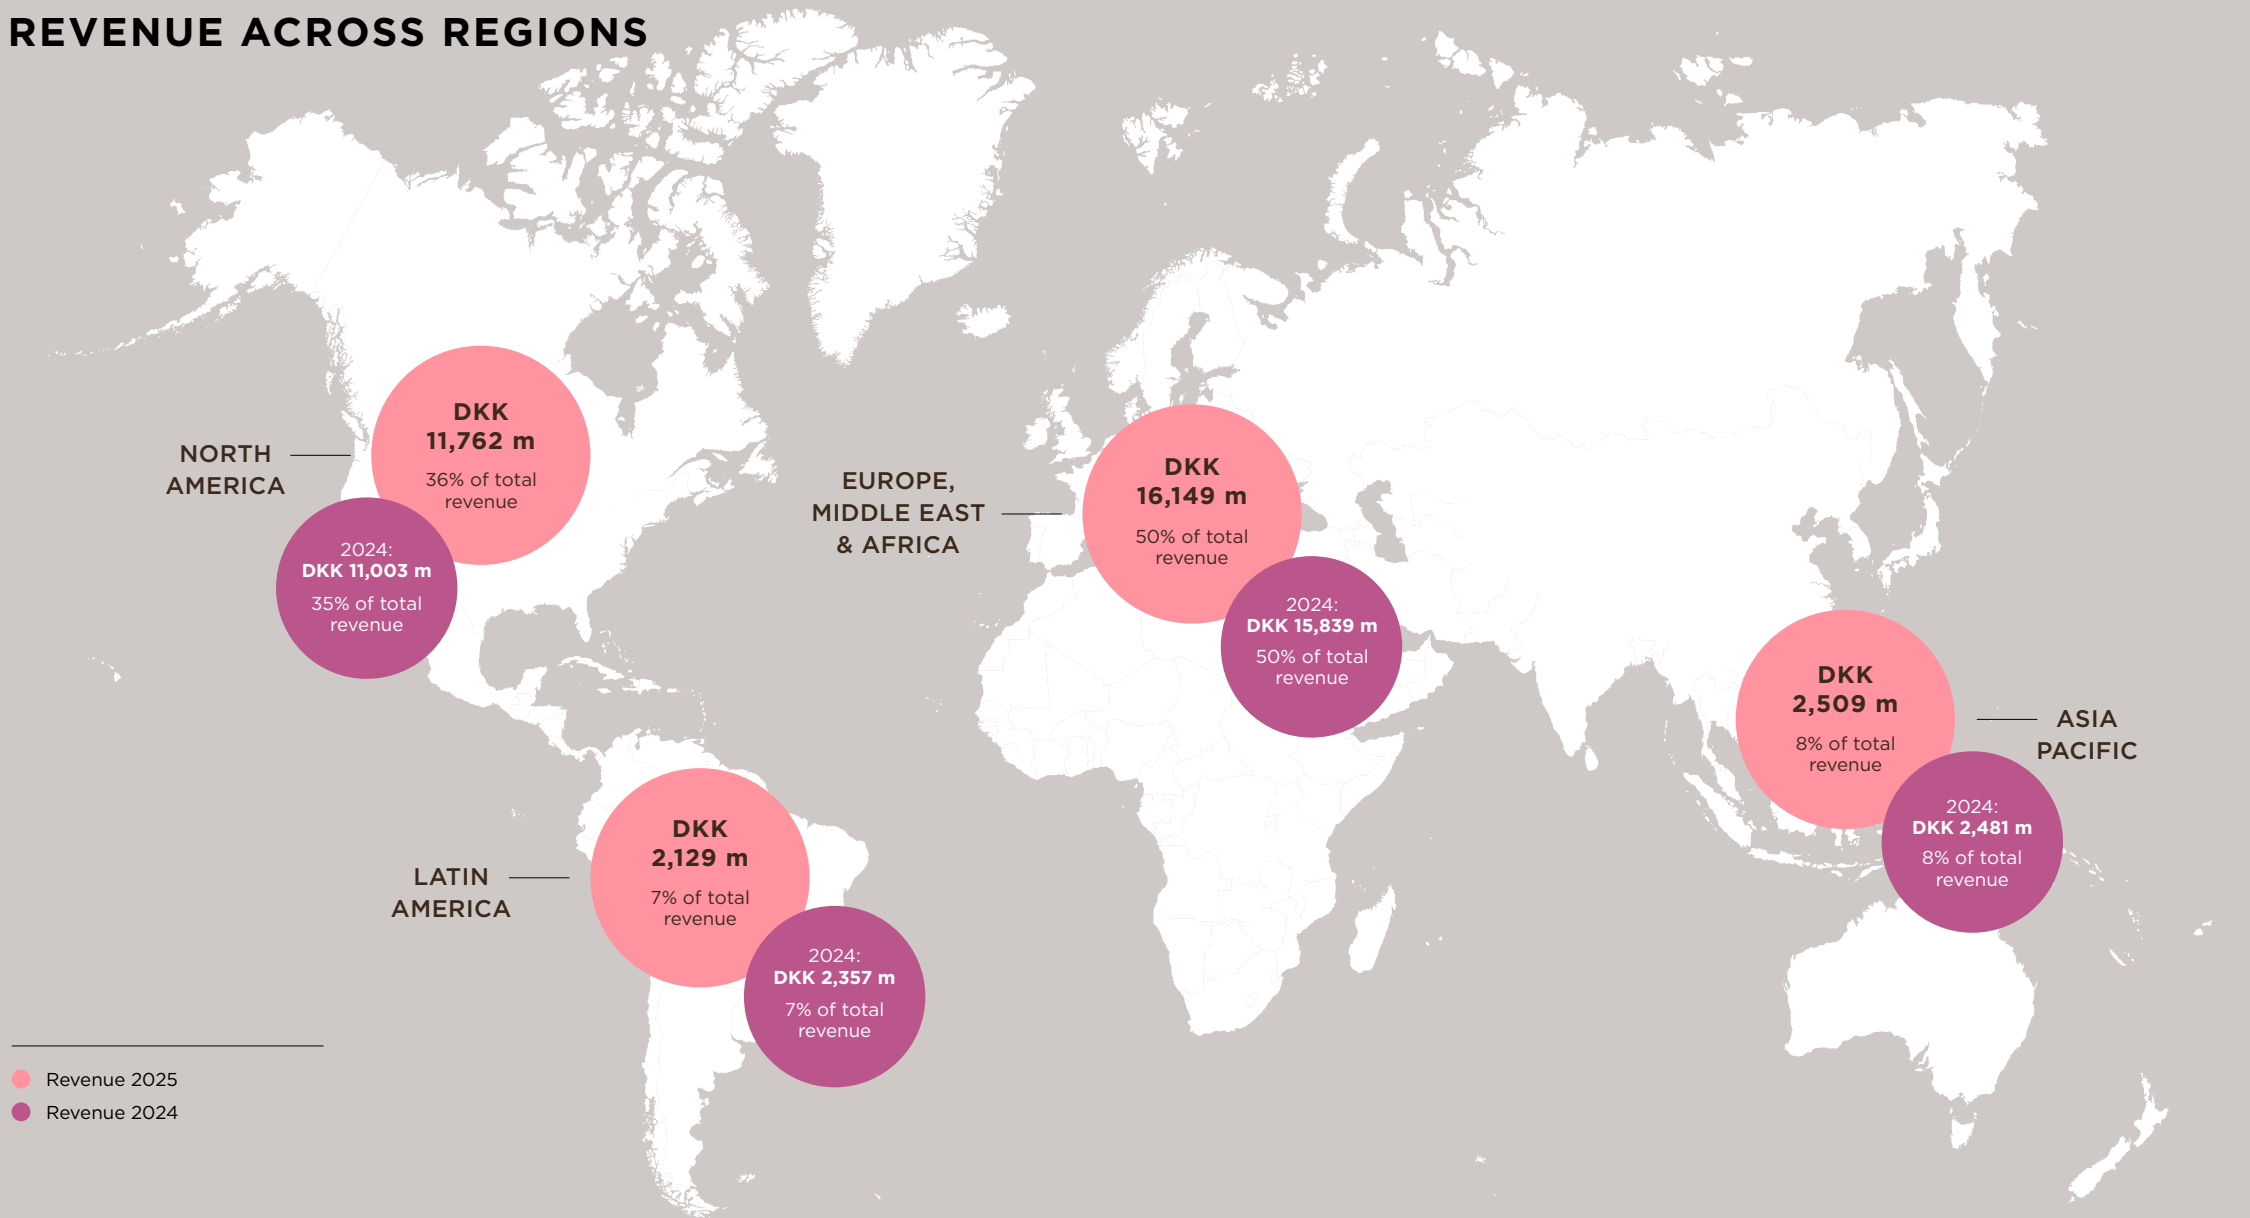 REVENUE ACROSS REGIONS
NORTH
AMERICA
DKK
11,762 m
36% of total
revenue
2024:
DKK 11,003 m
35% of total
revenue
EUROPE,
MIDDLE EAST
& AFRICA
DKK
16,149 m
50% of total
revenue
2024:
DKK 15,839 m
50% of total
revenue
ASIA
PACIFIC
DKK
2,509 m
8% of total
revenue
2024:
DKK 2,481 m
8% of total
revenue
LATIN
AMERICA
DKK
2,129 m
7% of total
revenue
2024:
DKK 2,357 m
7% of total
revenue
Revenue 2025
Revenue 2024